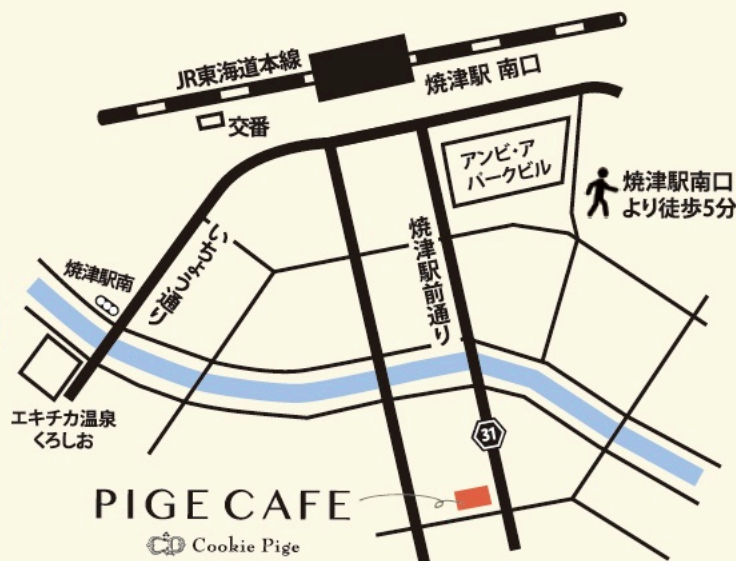 JR東海道本線
焼津駅 南口
交番
アンビ・ア
パークビル
焼津駅南口
より徒歩5分
いちょう通り
焼津駅前通り
焼津駅南
エキチカ温泉
くろしお
31
PIGE CAFE
Cookie Pige